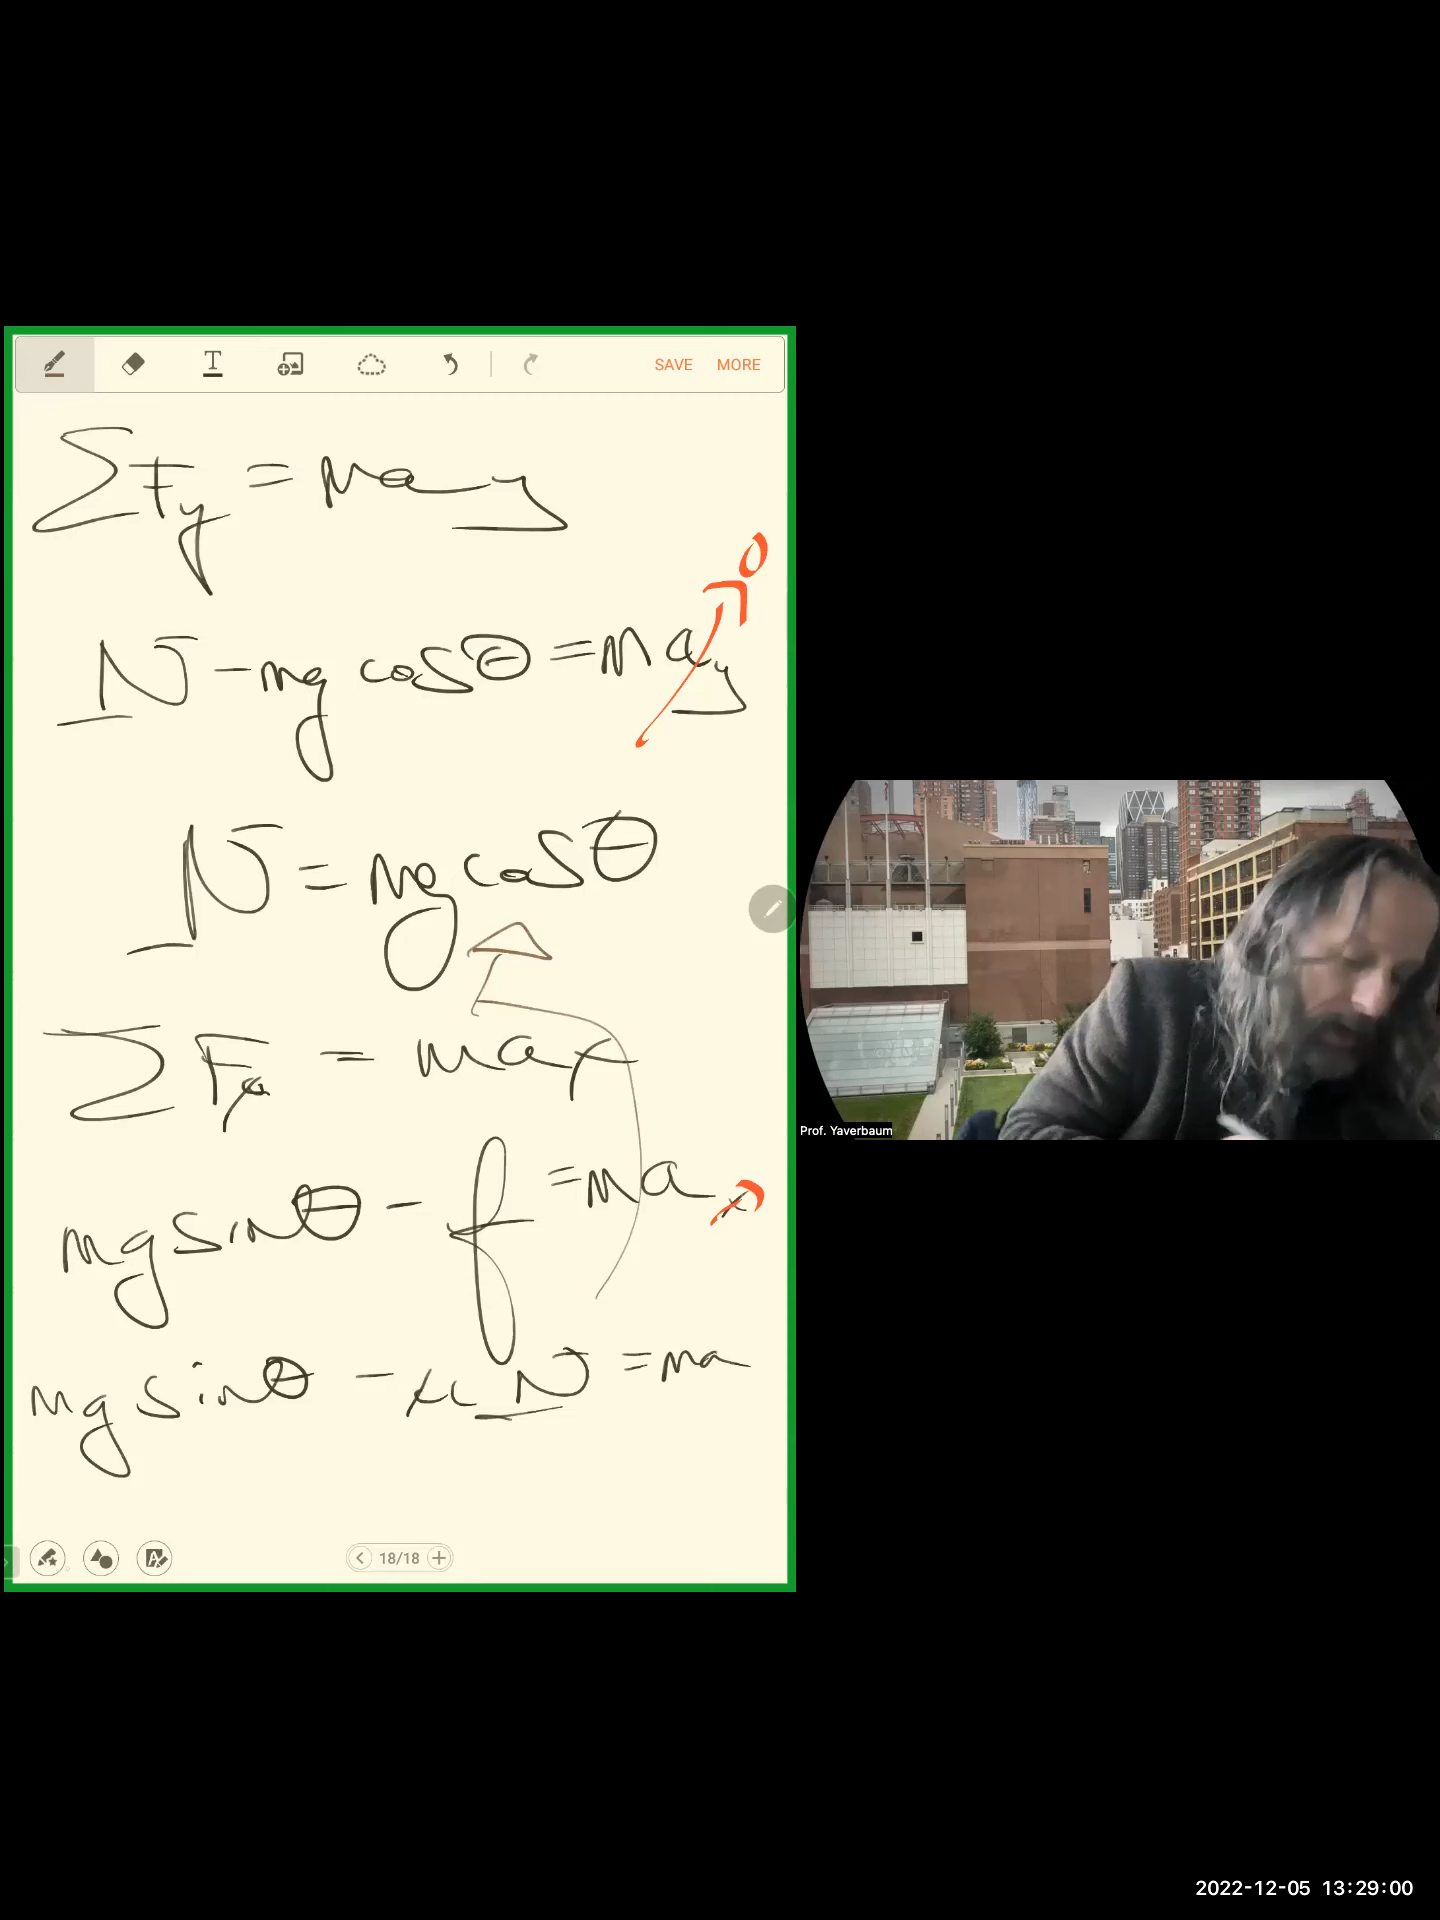 T SAVE MORE
ΣFy = may
N - mg cosθ = may 0
N = mg cosθ
ΣFx = max
mg sinθ - f = max
mg sinθ - μN = ma
18/18
Prof. Yaverbaum
2022-12-05 13:29:00